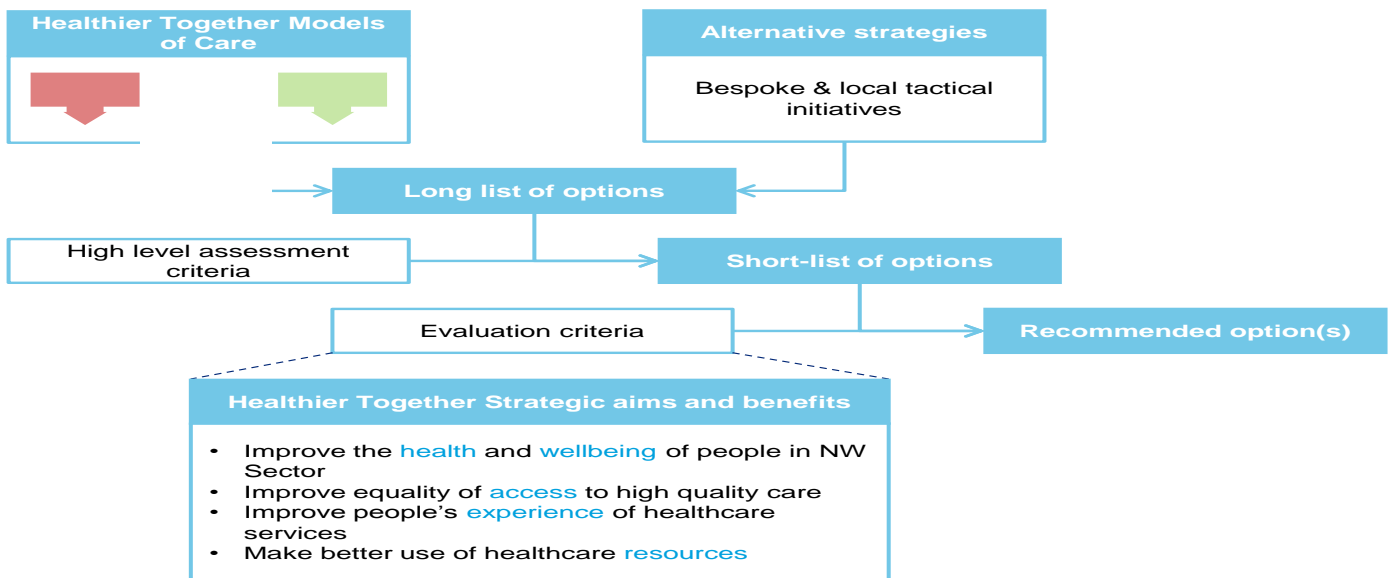 Healthier Together Models
of Care
Alternative strategies
Bespoke & local tactical
initiatives
Long list of options
High level assessment
criteria
Short-list of options
Evaluation criteria
Recommended option(s)
Healthier Together Strategic aims and benefits
• Improve the health and wellbeing of people in NW
Sector
• Improve equality of access to high quality care
• Improve people's experience of healthcare
services
• Make better use of healthcare resources